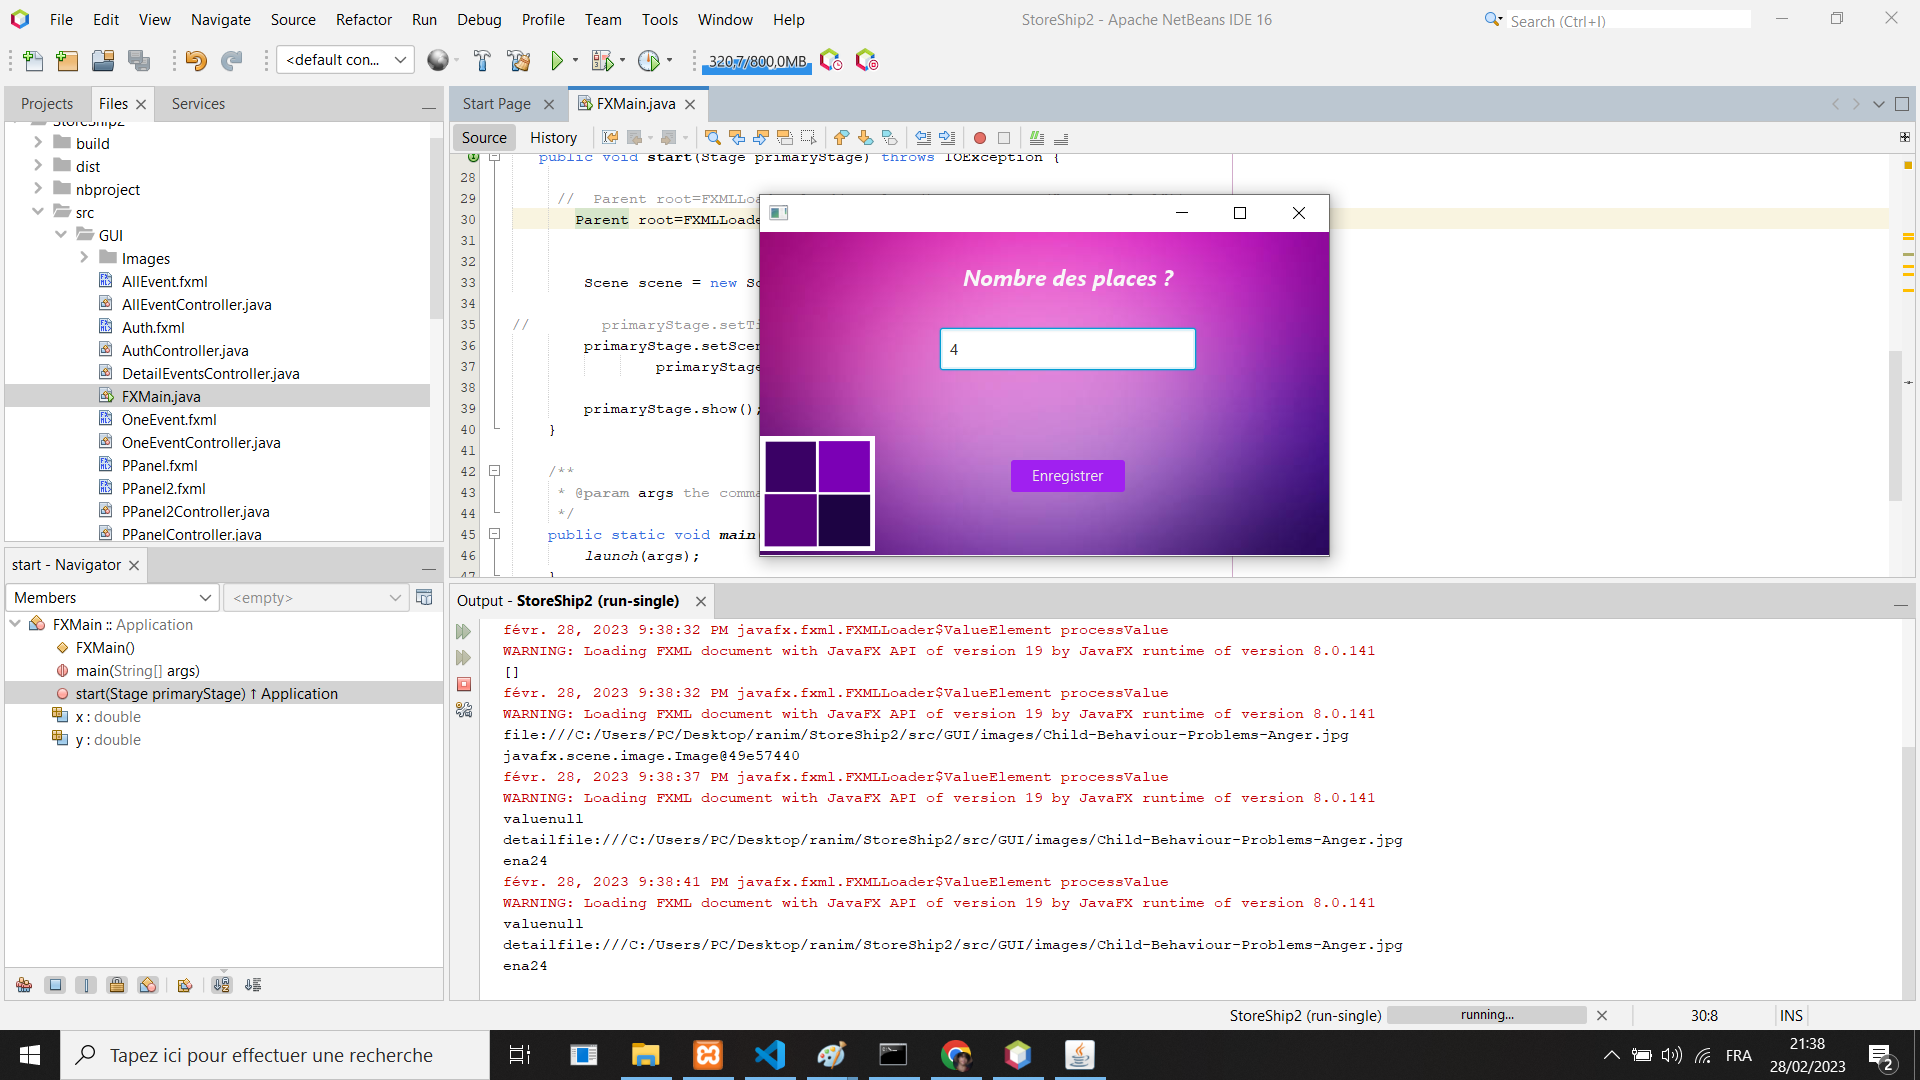 File Edit View Navigate Source Refactor Run Debug Profile Team Tools Window Help
StoreShip2 - Apache NetBeans IDE 16
Search (Ctrl+I)
<default con...
320,7/800,0MB
Projects
Files
Services
StoreShip2
build
dist
nbproject
src
GUI
Images
AllEvent.fxml
AllEventController.java
Auth.fxml
AuthController.java
DetailEventsController.java
FXMain.java
OneEvent.fxml
OneEventController.java
PPanel.fxml
PPanel2.fxml
PPanel2Controller.java
PPanelController.java
start - Navigator
Members
<empty>
FXMain :: Application
FXMain()
main(String[] args)
start(Stage primaryStage) ↑ Application
x : double
y : double
Start Page
FXMain.java
Source
History
public void start(Stage primaryStage) throws IOException {
28
29 // Parent root=FXMLLoa
30 Parent root=FXMLLoade
31
32
33 Scene scene = new Sc
34
35 // primaryStage.setTi
36 primaryStage.setScen
37 primaryStage
38
39 primaryStage.show();
40 }
41
42 /**
43 * @param args the comma
44 */
45 public static void main(
46 launch(args);
47 }
Nombre des places ?
4
Enregistrer
Output - StoreShip2 (run-single)
févr. 28, 2023 9:38:32 PM javafx.fxml.FXMLLoader$ValueElement processValue
WARNING: Loading FXML document with JavaFX API of version 19 by JavaFX runtime of version 8.0.141
[]
févr. 28, 2023 9:38:32 PM javafx.fxml.FXMLLoader$ValueElement processValue
WARNING: Loading FXML document with JavaFX API of version 19 by JavaFX runtime of version 8.0.141
file:///C:/Users/PC/Desktop/ranim/StoreShip2/src/GUI/images/Child-Behaviour-Problems-Anger.jpg
javafx.scene.image.Image@49e57440
févr. 28, 2023 9:38:37 PM javafx.fxml.FXMLLoader$ValueElement processValue
WARNING: Loading FXML document with JavaFX API of version 19 by JavaFX runtime of version 8.0.141
valuenull
detailfile:///C:/Users/PC/Desktop/ranim/StoreShip2/src/GUI/images/Child-Behaviour-Problems-Anger.jpg
ena24
févr. 28, 2023 9:38:41 PM javafx.fxml.FXMLLoader$ValueElement processValue
WARNING: Loading FXML document with JavaFX API of version 19 by JavaFX runtime of version 8.0.141
valuenull
detailfile:///C:/Users/PC/Desktop/ranim/StoreShip2/src/GUI/images/Child-Behaviour-Problems-Anger.jpg
ena24
StoreShip2 (run-single)
running...
30:8
INS
Tapez ici pour effectuer une recherche
FRA
21:38
28/02/2023
2